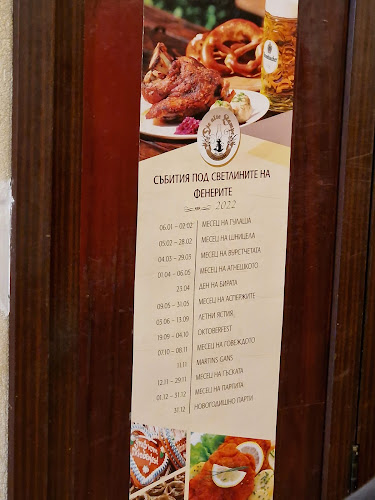 Die alte Lampe
СЪБИТИЯ ПОД СВЕТЛИНИТЕ НА
ФЕНЕРИТЕ
2022
06.01 – 02.02 МЕСЕЦ НА ГУЛАША
05.02 – 28.02 МЕСЕЦ НА ШНИЦЕЛА
04.03 – 29.03 МЕСЕЦ НА ВУРСТЧЕТАТА
01.04 – 06.05 МЕСЕЦ НА АГНЕШКОТО
23.04 ДЕН НА БИРАТА
09.05 – 31.05 МЕСЕЦ НА АСПЕРЖИТЕ
03.06 – 13.09 ЛЕТНИ ЯСТИЯ
19.09 – 04.10 OKTOBERFEST
07.10 – 08.11 МЕСЕЦ НА ГОВЕЖДОТО
11.11 MARTINS GANS
12.11 – 29.11 МЕСЕЦ НА ГЪСКАТА
01.12 – 31.12 МЕСЕЦ НА ПАРТИТА
31.12 НОВОГОДИШНО ПАРТИ